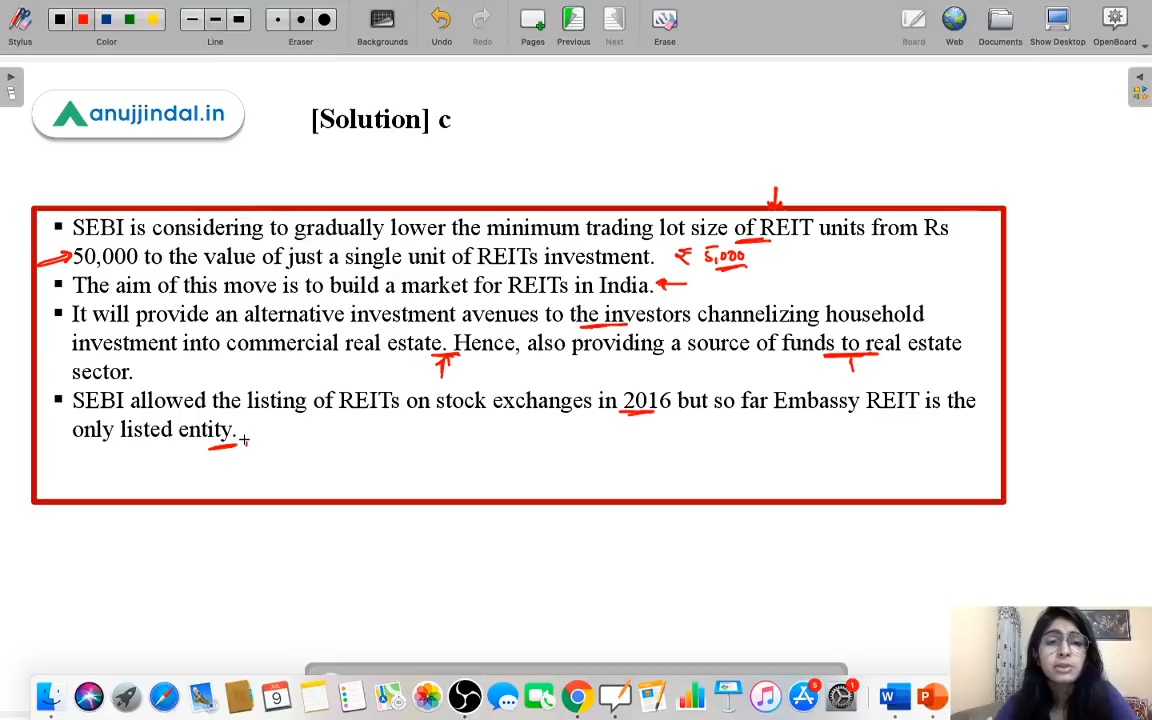 Stylus
Color
Line
Eraser
Backgrounds
Undo
Redo
Pages
Previous
Next
Erase
Board
Web
Documents
Show Desktop
OpenBoard
anujjindal.in
[Solution] c
▪ SEBI is considering to gradually lower the minimum trading lot size of REIT units from Rs
50,000 to the value of just a single unit of REITs investment. ₹ 5,000
▪ The aim of this move is to build a market for REITs in India.
▪ It will provide an alternative investment avenues to the investors channelizing household
investment into commercial real estate. Hence, also providing a source of funds to real estate
sector.
▪ SEBI allowed the listing of REITs on stock exchanges in 2016 but so far Embassy REIT is the
only listed entity.
JUL
9
5
1
W
P